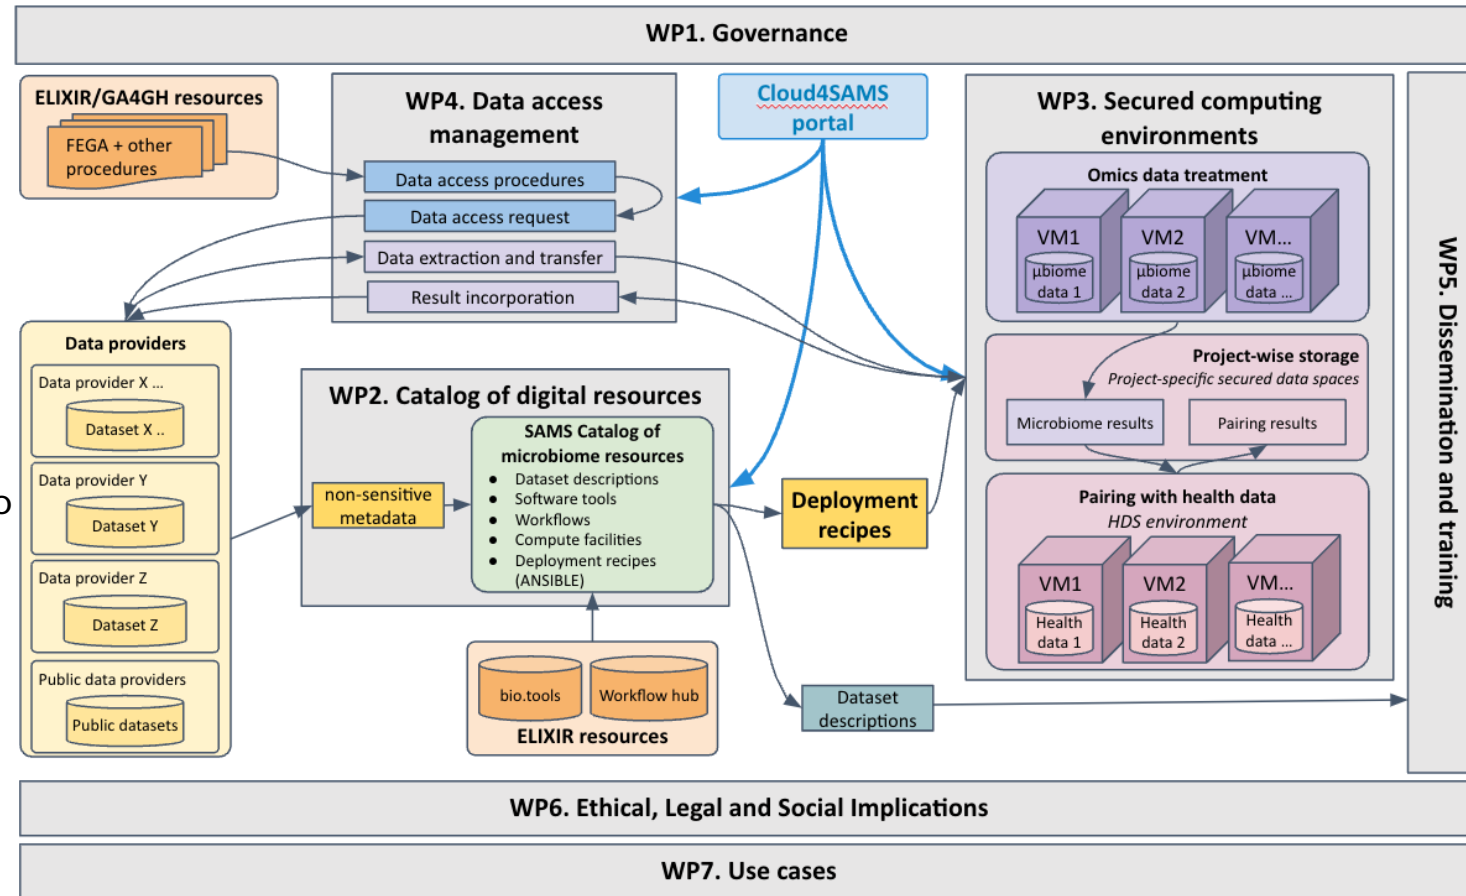 WP1. Governance
ELIXIR/GA4GH resources
FEGA + other
procedures
WP4. Data access
management
Data access procedures
Data access request
Data extraction and transfer
Result incorporation
Cloud4SAMS
portal
WP3. Secured computing
environments
Omics data treatment
VM1
µbiome
data 1
VM2
µbiome
data 2
VM...
µbiome
data ...
Project-wise storage
Project-specific secured data spaces
Microbiome results
Pairing results
Pairing with health data
HDS environment
VM1
Health
data 1
VM2
Health
data 2
VM...
Health
data ...
WP5. Dissemination and training
Data providers
Data provider X ...
Dataset X ..
Data provider Y
Dataset Y
Data provider Z
Dataset Z
Public data providers
Public datasets
WP2. Catalog of digital resources
non-sensitive
metadata
SAMS Catalog of
microbiome resources
● Dataset descriptions
● Software tools
● Workflows
● Compute facilities
● Deployment recipes
(ANSIBLE)
Deployment
recipes
bio.tools
Workflow hub
ELIXIR resources
Dataset
descriptions
WP6. Ethical, Legal and Social Implications
WP7. Use cases